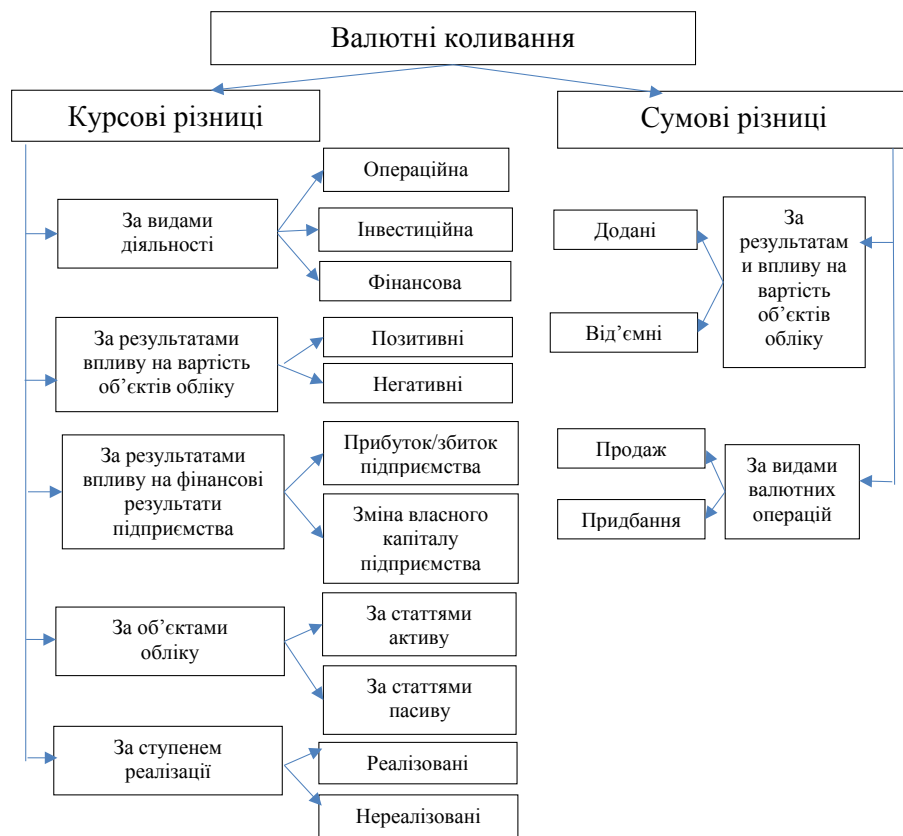 Валютні коливання
Курсові різниці
Сумові різниці
За видами
діяльності
Операційна
Інвестиційна
Фінансова
За результатами
впливу на вартість
об’єктів обліку
Позитивні
Негативні
За результатами
впливу на фінансові
результати
підприємства
Прибуток/збиток
підприємства
Зміна власного
капіталу
підприємства
За об’єктами
обліку
За статтями
активу
За статтями
пасиву
За ступенем
реалізації
Реалізовані
Нереалізовані
За
результатам
и впливу на
вартість
об’єктів
обліку
Додані
Від’ємні
За видами
валютних
операцій
Продаж
Придбання